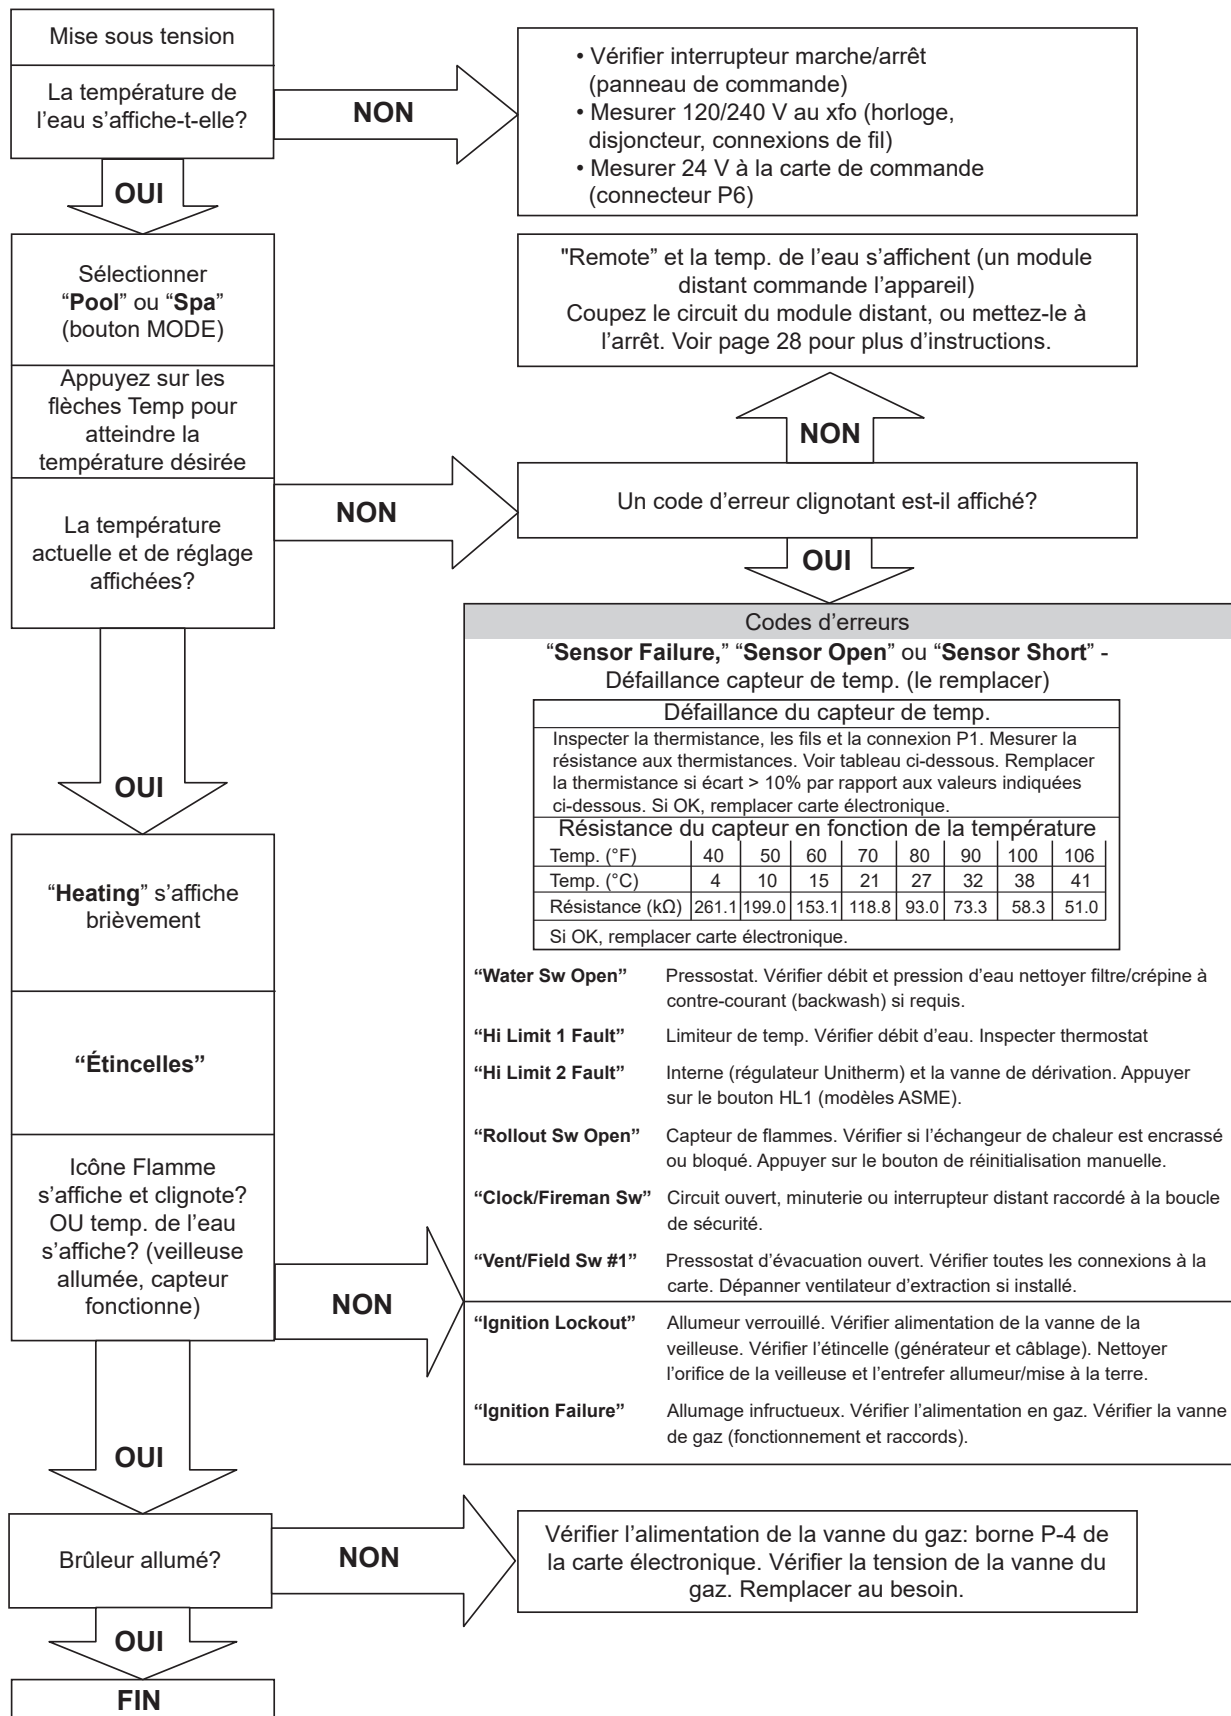 Mise sous tension
La température de
l'eau s'affiche-t-elle?
NON
• Vérifier interrupteur marche/arrêt
(panneau de commande)
• Mesurer 120/240 V au xfo (horloge,
disjoncteur, connexions de fil)
• Mesurer 24 V à la carte de commande
(connecteur P6)
OUI
Sélectionner
“Pool” ou “Spa”
(bouton MODE)
Appuyez sur les
flèches Temp pour
atteindre la
température désirée
La température
actuelle et de réglage
affichées?
NON
"Remote” et la temp. de l’eau s’affichent (un module
distant commande l’appareil)
Coupez le circuit du module distant, ou mettez-le à
l’arrêt. Voir page 28 pour plus d’instructions.
NON
Un code d’erreur clignotant est-il affiché?
OUI
Codes d’erreurs
“Sensor Failure,” “Sensor Open” ou “Sensor Short” -
Défaillance capteur de temp. (le remplacer)
Défaillance du capteur de temp.
Inspecter la thermistance, les fils et la connexion P1. Mesurer la
résistance aux thermistances. Voir tableau ci-dessous. Remplacer
la thermistance si écart > 10% par rapport aux valeurs indiquées
ci-dessous. Si OK, remplacer carte électronique.
Résistance du capteur en fonction de la température
Temp. (°F) 40 50 60 70 80 90 100 106
Temp. (°C) 4 10 15 21 27 32 38 41
Résistance (kΩ) 261.1 199.0 153.1 118.8 93.0 73.3 58.3 51.0
Si OK, remplacer carte électronique.
“Water Sw Open” Pressostat. Vérifier débit et pression d’eau nettoyer filtre/crépine à
contre-courant (backwash) si requis.
“Hi Limit 1 Fault” Limiteur de temp. Vérifier débit d’eau. Inspecter thermostat
“Hi Limit 2 Fault” Interne (régulateur Unitherm) et la vanne de dérivation. Appuyer
sur le bouton HL1 (modèles ASME).
“Rollout Sw Open” Capteur de flammes. Vérifier si l’échangeur de chaleur est encrassé
ou bloqué. Appuyer sur le bouton de réinitialisation manuelle.
“Clock/Fireman Sw” Circuit ouvert, minuterie ou interrupteur distant raccordé à la boucle
de sécurité.
“Vent/Field Sw #1” Pressostat d’évacuation ouvert. Vérifier toutes les connexions à la
carte. Dépanner ventilateur d’extraction si installé.
“Ignition Lockout” Allumeur verrouillé. Vérifier alimentation de la vanne de la
veilleuse. Vérifier l’étincelle (générateur et câblage). Nettoyer
l’orifice de la veilleuse et l’entrefer allumeur/mise à la terre.
“Ignition Failure” Allumage infructueux. Vérifier l’alimentation en gaz. Vérifier la vanne
de gaz (fonctionnement et raccords).
OUI
“Heating” s’affiche
brièvement
“Étincelles”
Icône Flamme
s’affiche et clignote?
OU temp. de l’eau
s’affiche? (veilleuse
allumée, capteur
fonctionne)
NON
OUI
Brûleur allumé?
NON
Vérifier l’alimentation de la vanne du gaz: borne P-4 de
la carte électronique. Vérifier la tension de la vanne du
gaz. Remplacer au besoin.
OUI
FIN